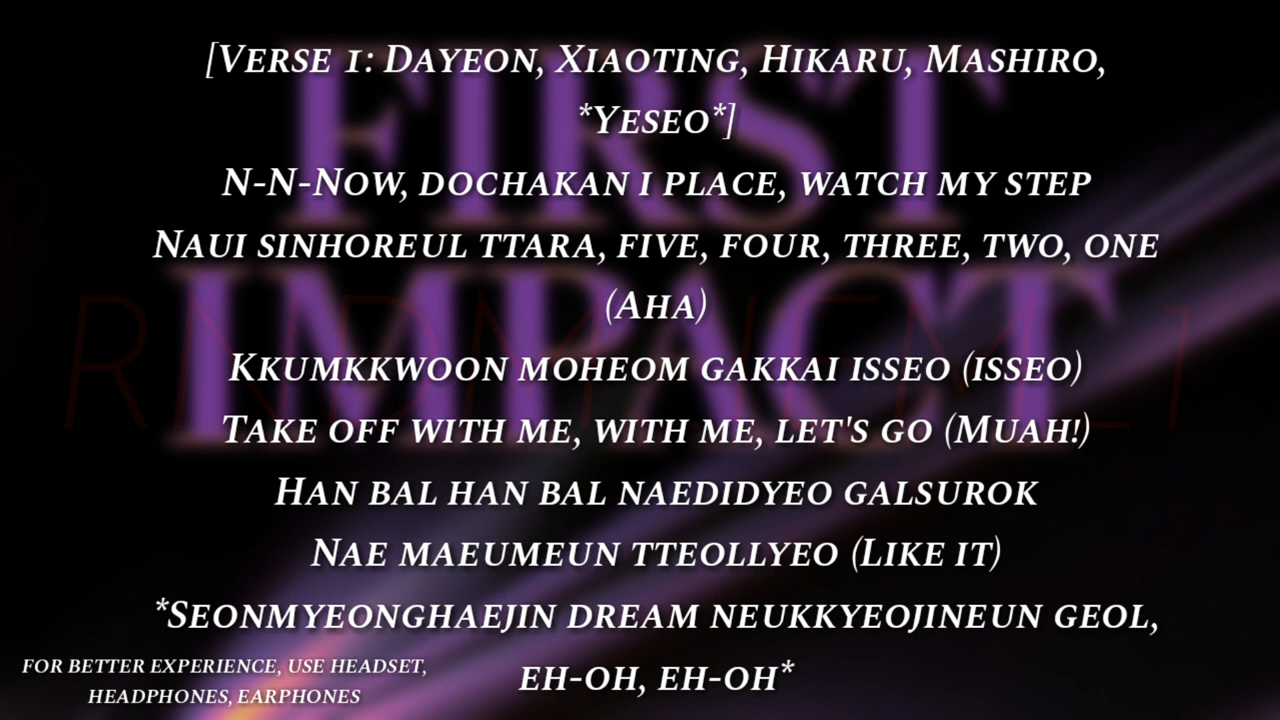 FIRST
IMPACT
[Verse 1: Dayeon, Xiaoting, Hikaru, Mashiro,
*Yeseo*]
N-N-Now, dochakan i place, watch my step
Naui sinhoreul ttara, five, four, three, two, one
(Aha)
Kkumkkwoon moheom gakkai isseo (isseo)
Take off with me, with me, let's go (Muah!)
Han bal han bal naedidyeo galsurok
Nae maeumeun tteollyeo (Like it)
*Seonmyeonghaejin dream neukkyeojineun geol,
eh-oh, eh-oh*
FOR BETTER EXPERIENCE, USE HEADSET,
HEADPHONES, EARPHONES